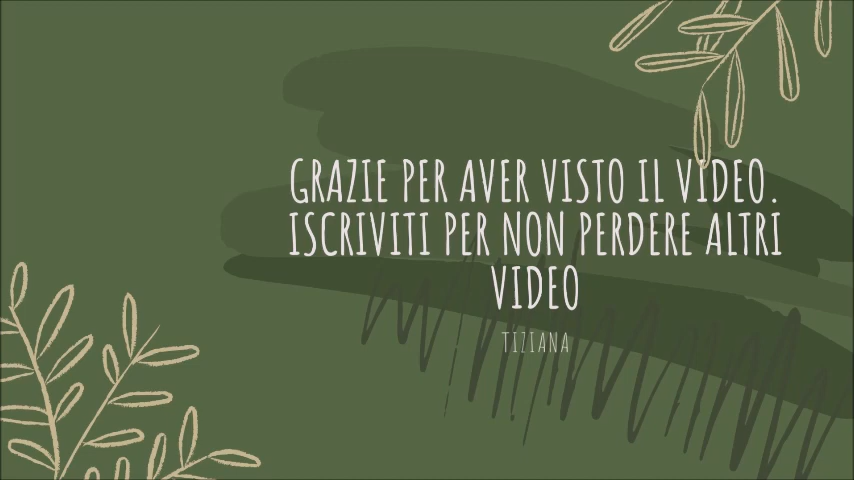 GRAZIE PER AVER VISTO IL VIDEO.
ISCRIVITI PER NON PERDERE ALTRI
VIDEO
TIZIANA